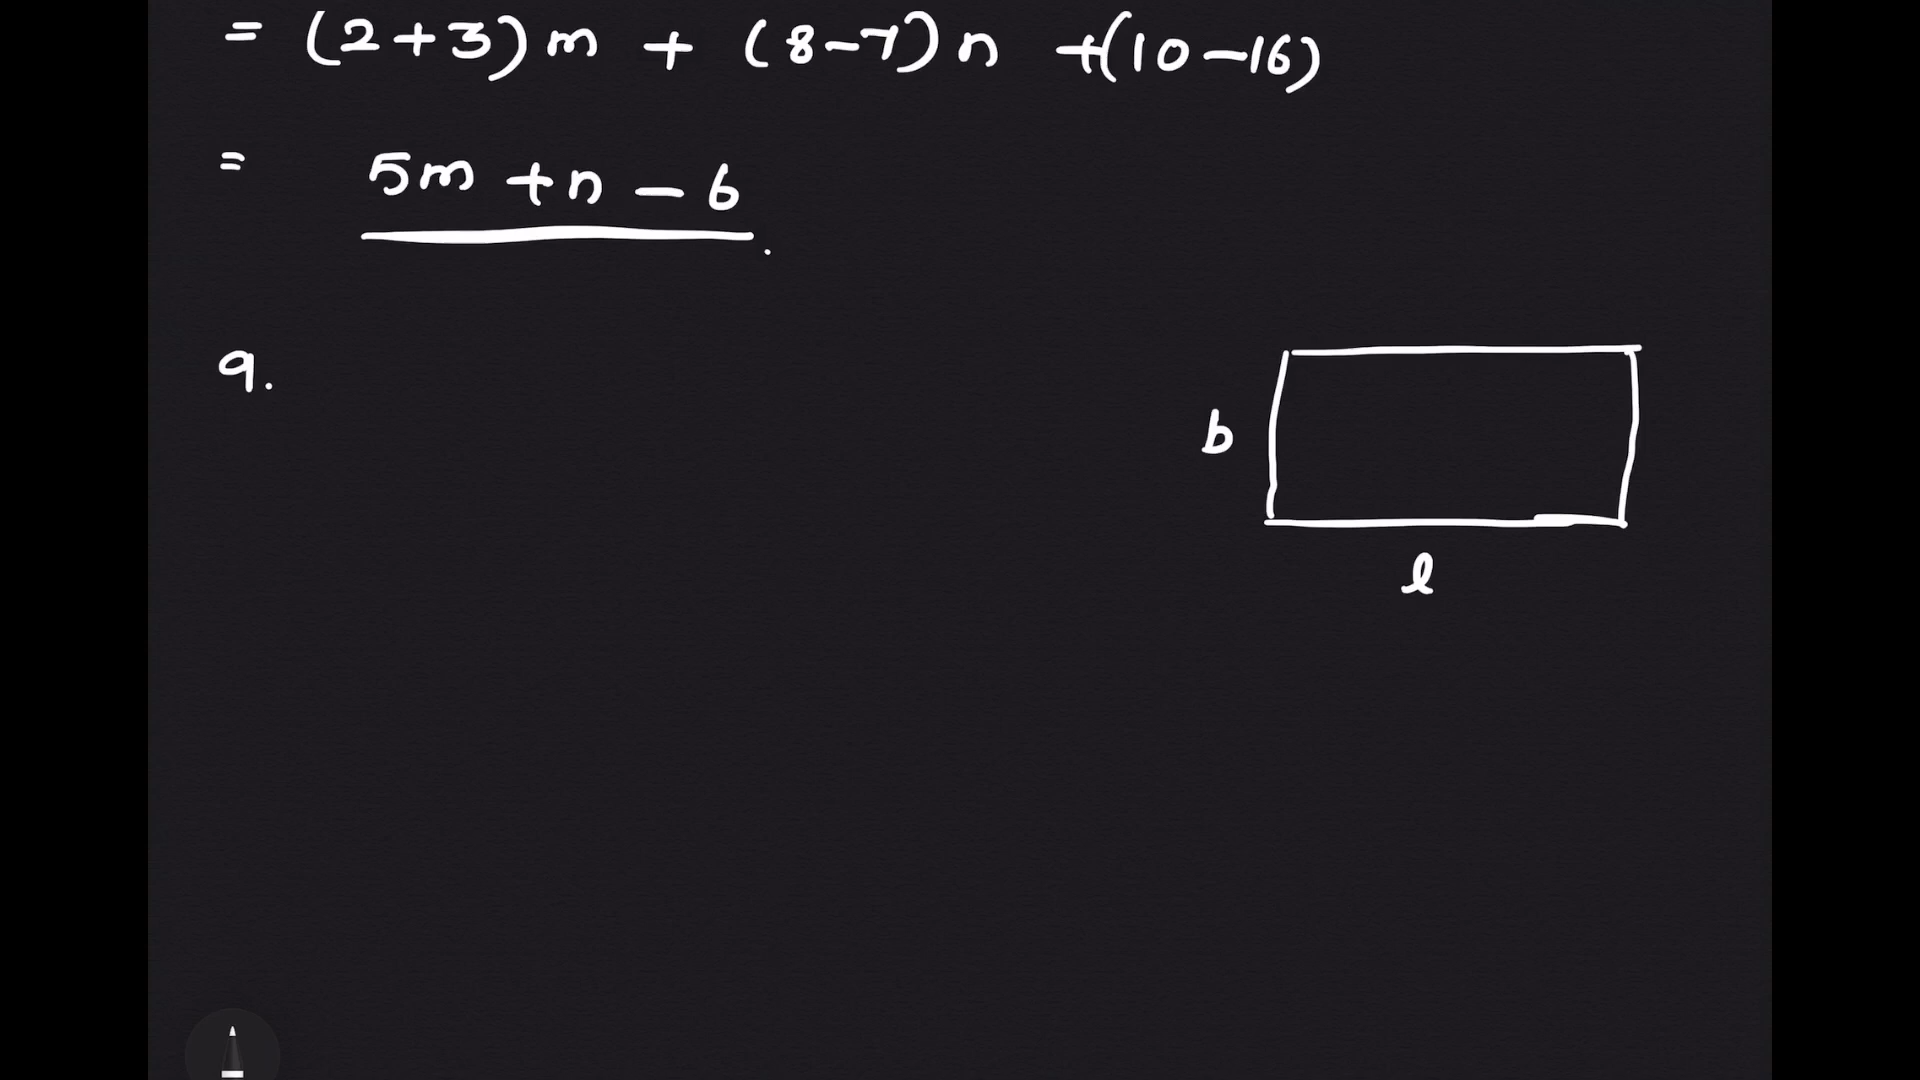 = (2+3) m + (8-7) n +(10-16)
= 5m + n - 6 .
9.
b
l